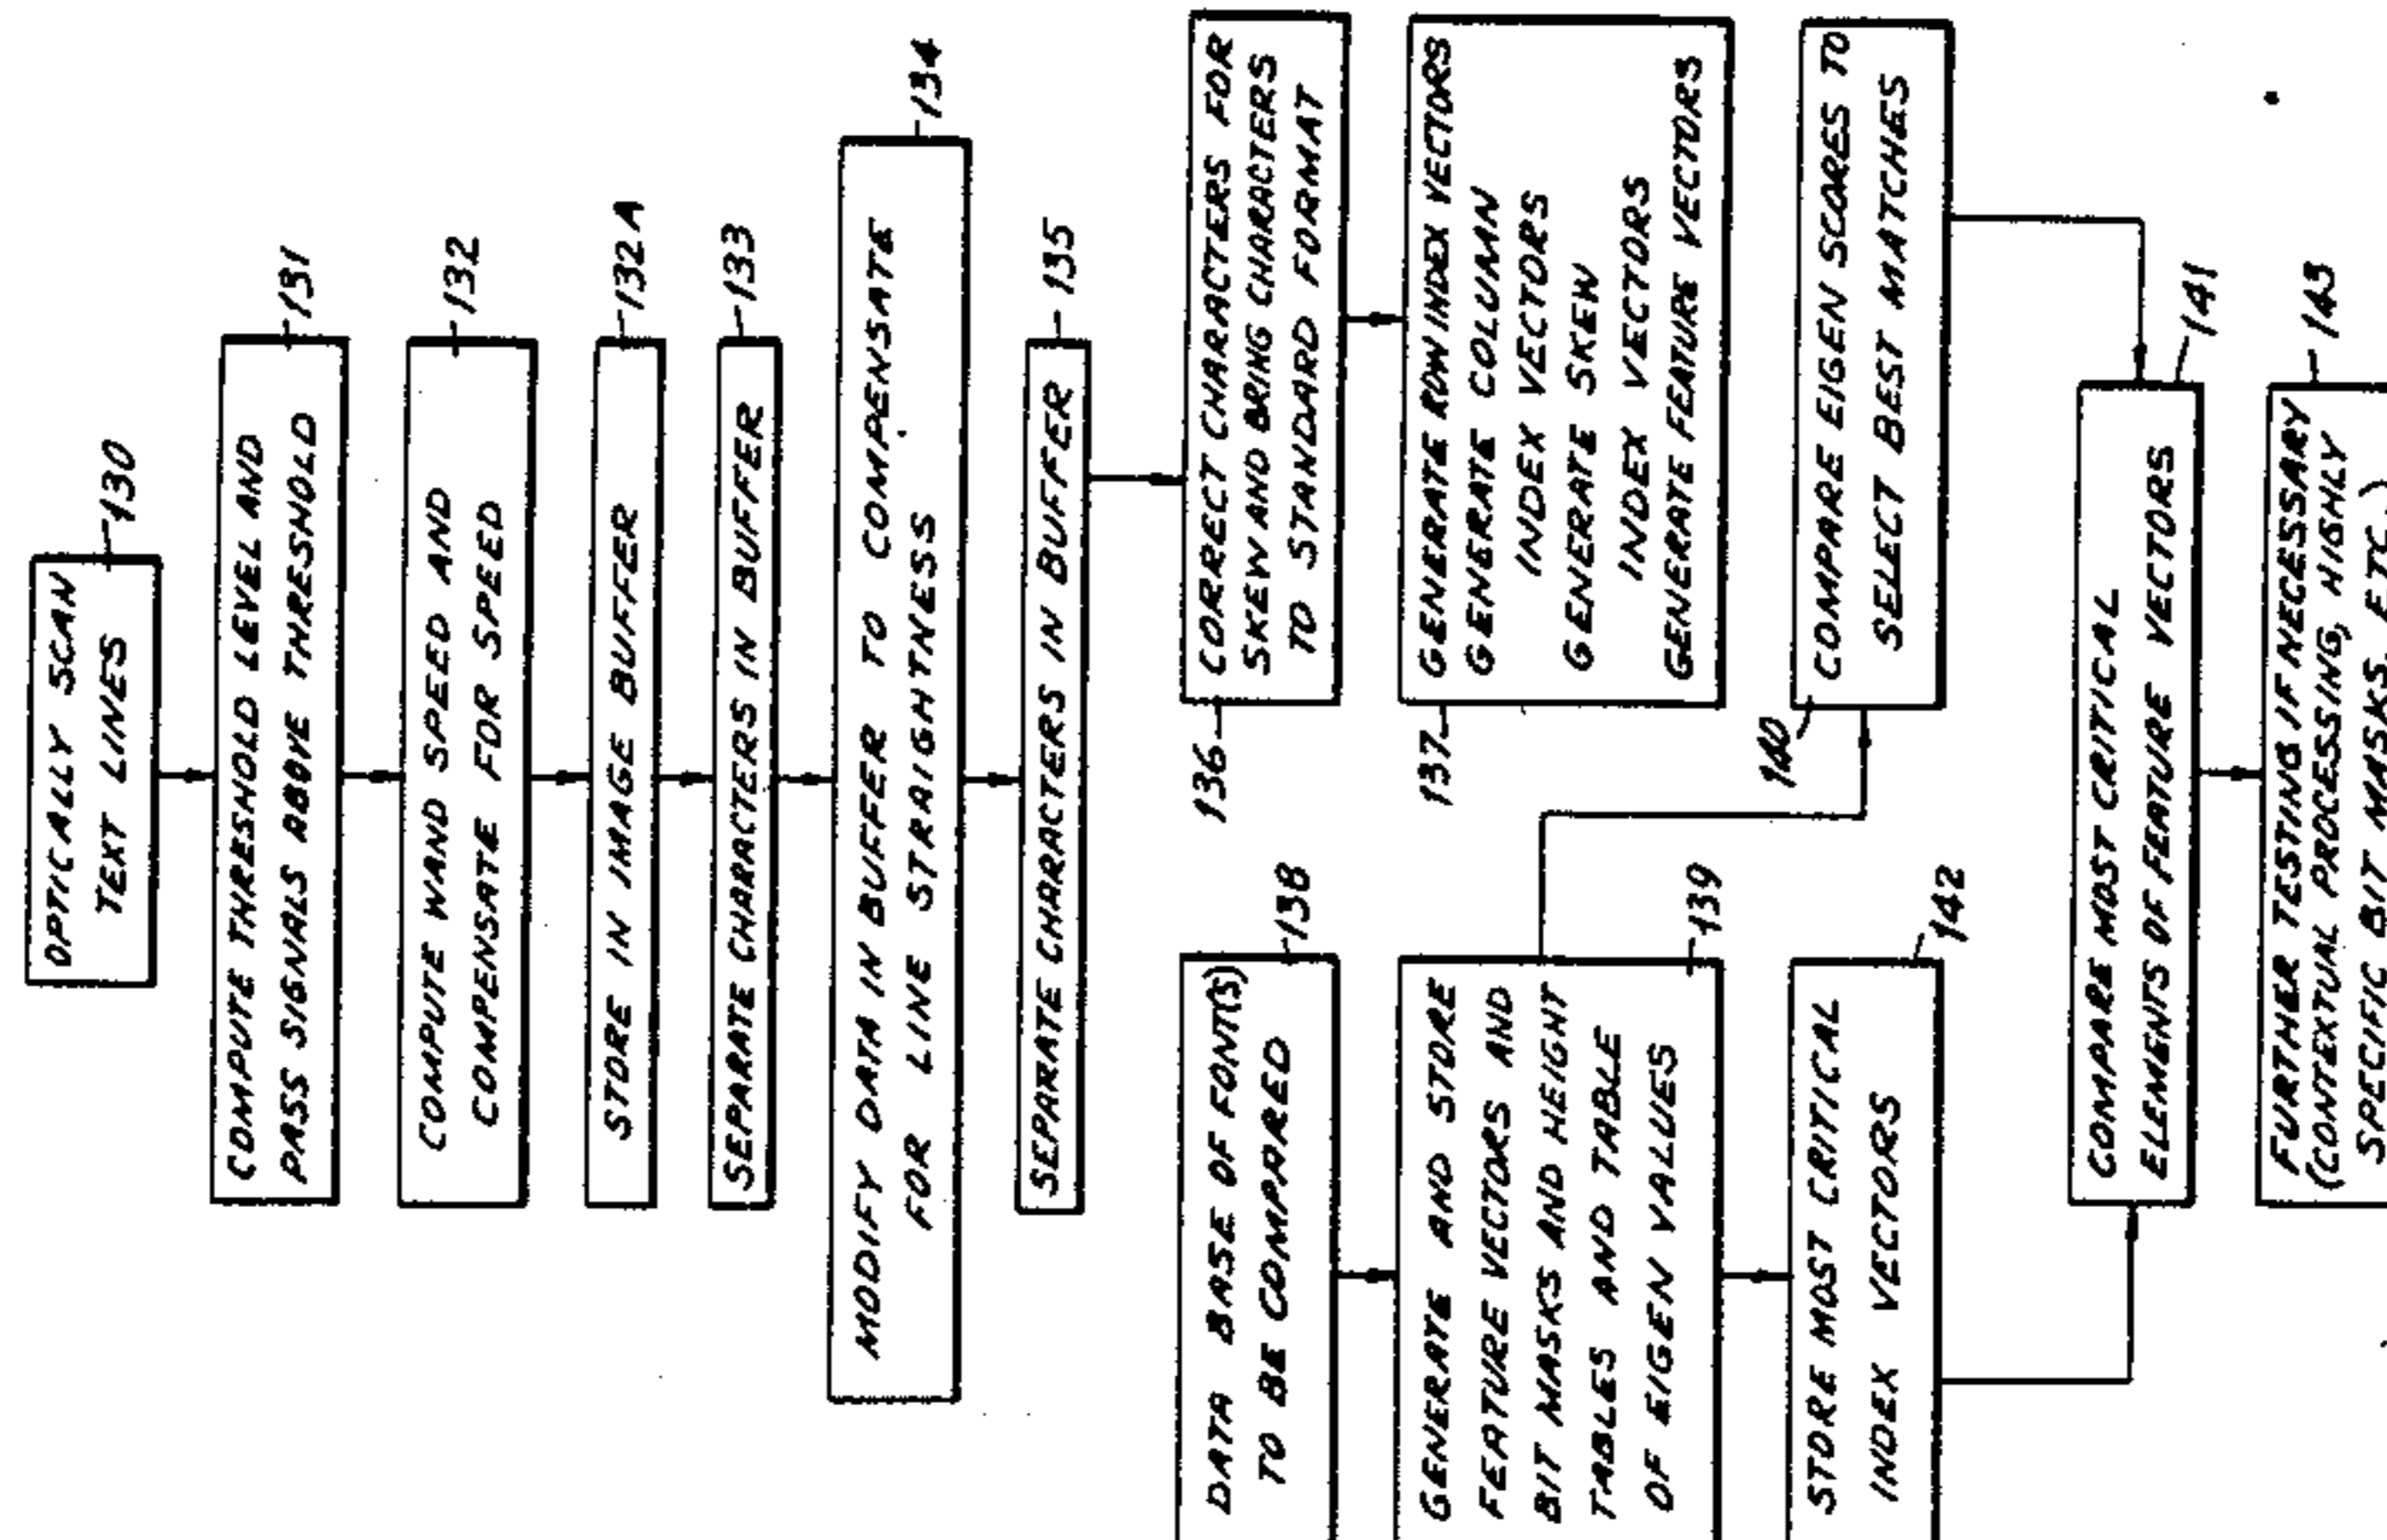 OPTICALLY SCAN
TEXT LINES
130
COMPUTE THRESHOLD LEVEL AND
PASS SIGNALS ABOVE THRESHOLD
131
COMPUTE WAND SPEED AND
COMPENSATE FOR SPEED
132
STORE IN IMAGE BUFFER
132A
SEPARATE CHARACTERS IN BUFFER
133
MODIFY DATA IN BUFFER TO COMPENSATE
FOR LINE STRAIGHTNESS
134
SEPARATE CHARACTERS IN BUFFER
135
136
CORRECT CHARACTERS FOR
SKEW AND BRING CHARACTERS
TO STANDARD FORMAT
137
GENERATE ROW INDEX VECTORS
GENERATE COLUMN
INDEX VECTORS
GENERATE SKEW
INDEX VECTORS
GENERATE FEATURE VECTORS
DATA BASE OF FONT(S)
TO BE COMPARED
138
GENERATE AND STORE
FEATURE VECTORS AND
BIT MASKS AND HEIGHT
TABLES AND TABLE
OF EIGEN VALUES
139
140
COMPARE EIGEN SCORES TO
SELECT BEST MATCHES
STORE MOST CRITICAL
INDEX VECTORS
142
COMPARE MOST CRITICAL
ELEMENTS OF FEATURE VECTORS
141
FURTHER TESTING IF NECESSARY
(CONTEXTUAL PROCESSING, HIGHLY
SPECIFIC BIT MASKS, ETC.)
143